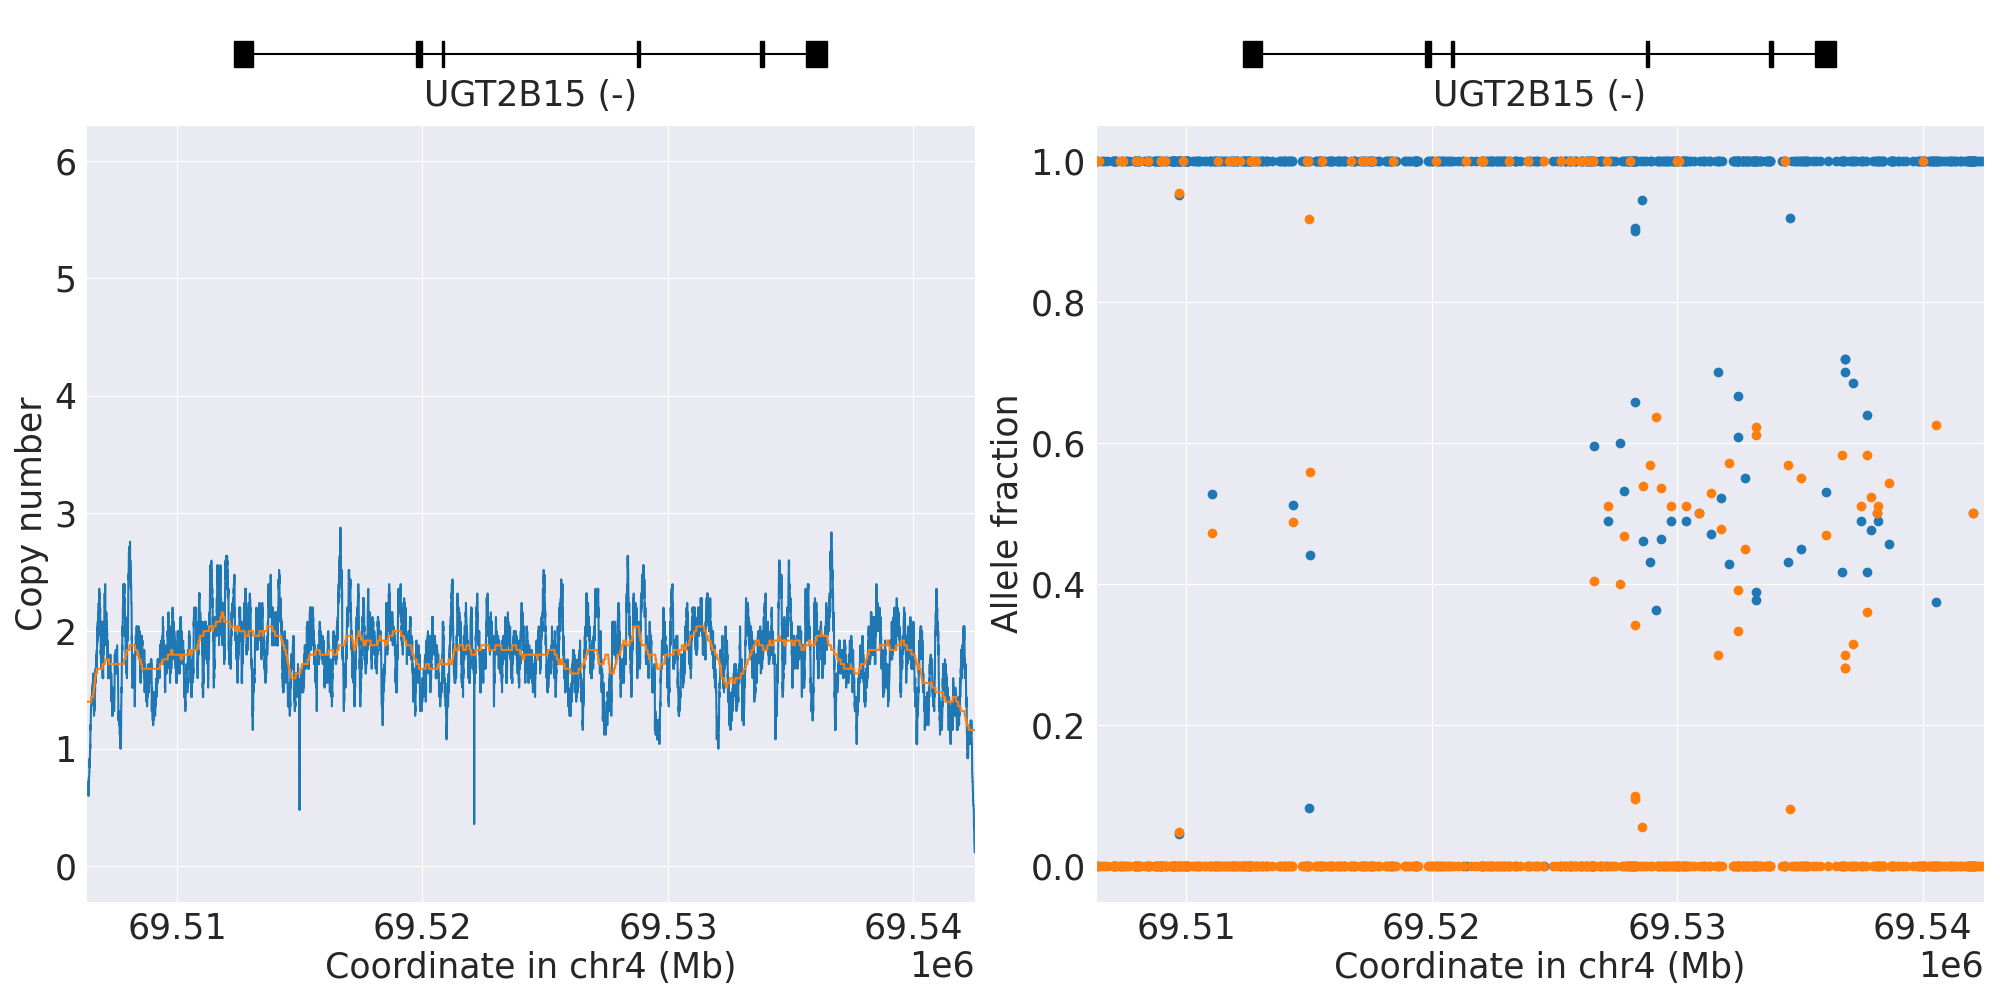 UGT2B15 (-)
6
5
4
3
2
1
0
Copy number
69.51 69.52 69.53 69.54
Coordinate in chr4 (Mb)
1e6
UGT2B15 (-)
1.0
0.8
0.6
0.4
0.2
0.0
Allele fraction
69.51 69.52 69.53 69.54
Coordinate in chr4 (Mb)
1e6